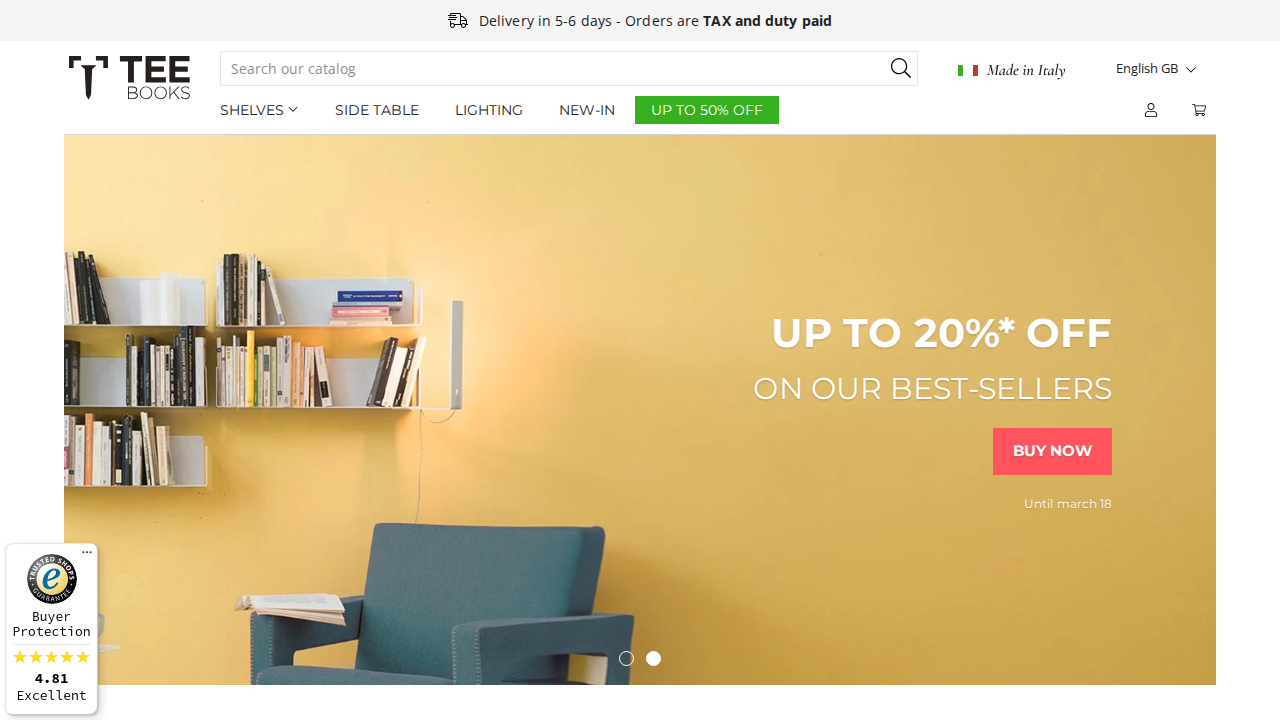 Delivery in 5-6 days - Orders are TAX and duty paid
TEE
BOOKS
Search our catalog
Made in Italy
English GB
SHELVES
SIDE TABLE
LIGHTING
NEW-IN
UP TO 50% OFF
UP TO 20%* OFF
ON OUR BEST-SELLERS
BUY NOW
Until march 18
TRUSTED SHOPS
e
GUARANTEE
Buyer
Protection
4.81
Excellent